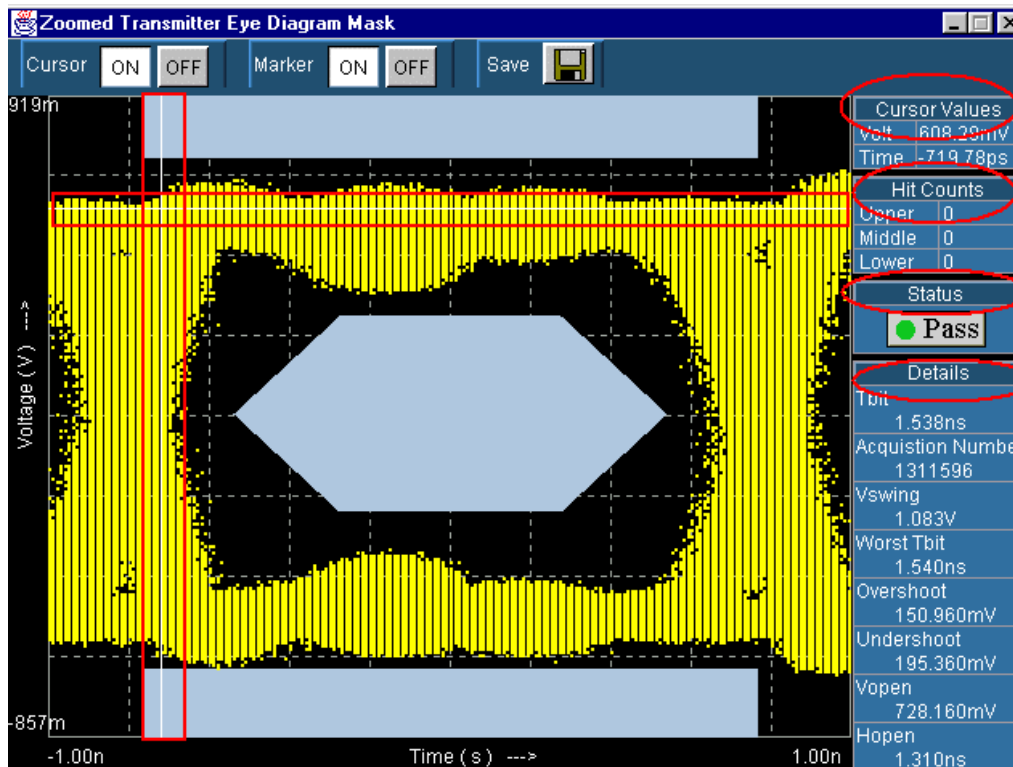 Zoomed Transmitter Eye Diagram Mask
Cursor ON OFF Marker ON OFF Save
919m
Voltage (V) --->
-857m
-1.00n Time (s) ---> 1.00n
Cursor Values
Volt 608.29mV
Time -719.78ps
Hit Counts
Upper 0
Middle 0
Lower 0
Status
Pass
Details
Tbit
1.538ns
Acquistion Numbe
1311596
Vswing
1.083V
Worst Tbit
1.540ns
Overshoot
150.960mV
Undershoot
195.360mV
Vopen
728.160mV
Hopen
1.310ns